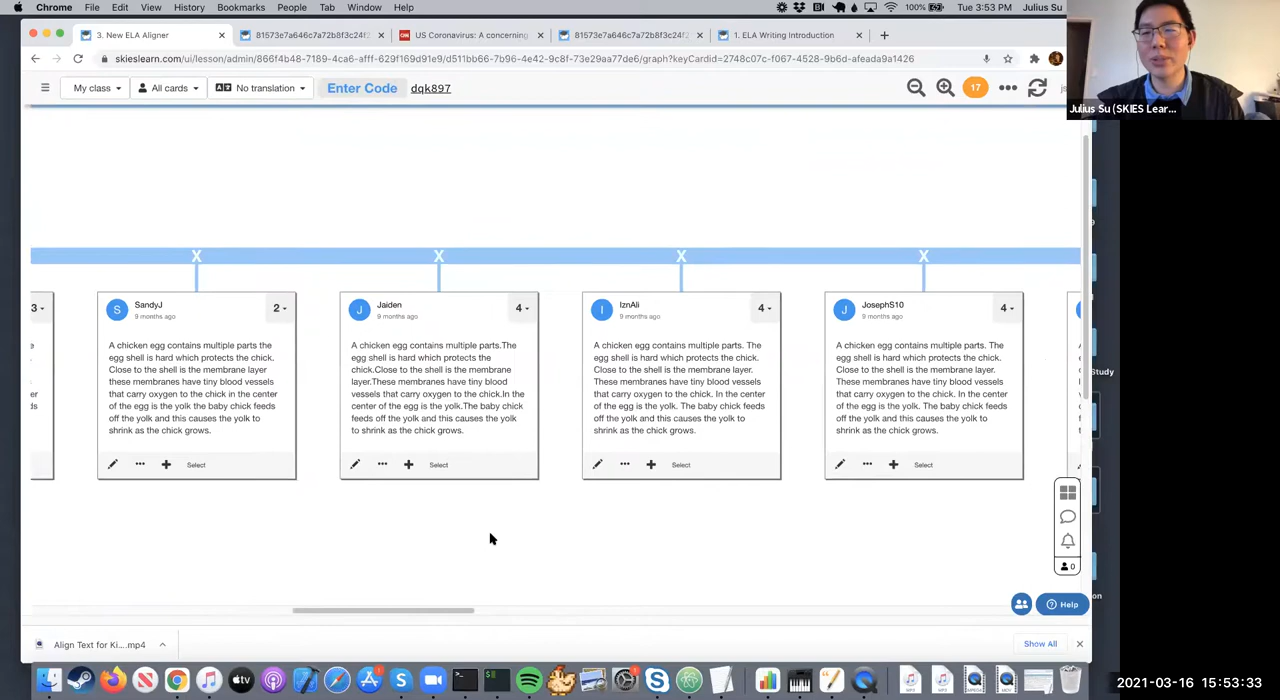 Chrome File Edit View History Bookmarks People Tab Window Help 100% Tue 3:53 PM Julius Su
3. New ELA Aligner × 81573e7a646c7a72b8f3c24f2 × US Coronavirus: A concerning × 81573e7a646c7a72b8f3c24f2 × 1. ELA Writing Introduction × +
skieslearn.com/ui/lesson/admin/866f4b48-7189-4ca6-afff-629f169d91e9/d511bb66-7b96-4e42-9c8f-73e29aa77de6/graph?keyCardid=2748c07c-f067-4528-9b6d-afeada9a1426
My class All cards No translation Enter Code dqk897 17
Julius Su (SKIES Lear...
X X X X
3
S SandyJ
9 months ago
2
A chicken egg contains multiple parts the
egg shell is hard which protects the chick.
Close to the shell is the membrane layer
these membranes have tiny blood vessels
that carry oxygen to the chick in the center
of the egg is the yolk the baby chick feeds
off the yolk and this causes the yolk to
shrink as the chick grows.
Select
J Jaiden
9 months ago
4
A chicken egg contains multiple parts.The
egg shell is hard which protects the
chick.Close to the shell is the membrane
layer.These membranes have tiny blood
vessels that carry oxygen to the chick.In the
center of the egg is the yolk.The baby chick
feeds off the yolk and this causes the yolk
to shrink as the chick grows.
Select
I IznAli
9 months ago
4
A chicken egg contains multiple parts. The
egg shell is hard which protects the chick.
Close to the shell is the membrane layer.
These membranes have tiny blood vessels
that carry oxygen to the chick. In the center
of the egg is the yolk. The baby chick feeds
off the yolk and this causes the yolk to
shrink as the chick grows.
Select
J JosephS10
9 months ago
4
A chicken egg contains multiple parts. The
egg shell is hard which protects the chick.
Close to the shell is the membrane layer.
These membranes have tiny blood vessels
that carry oxygen to the chick. In the center
of the egg is the yolk. The baby chick feeds
off the yolk and this causes the yolk to
shrink as the chick grows.
Select
Study
0
Help
Align Text for Ki....mp4
Show All
2021-03-16 15:53:33